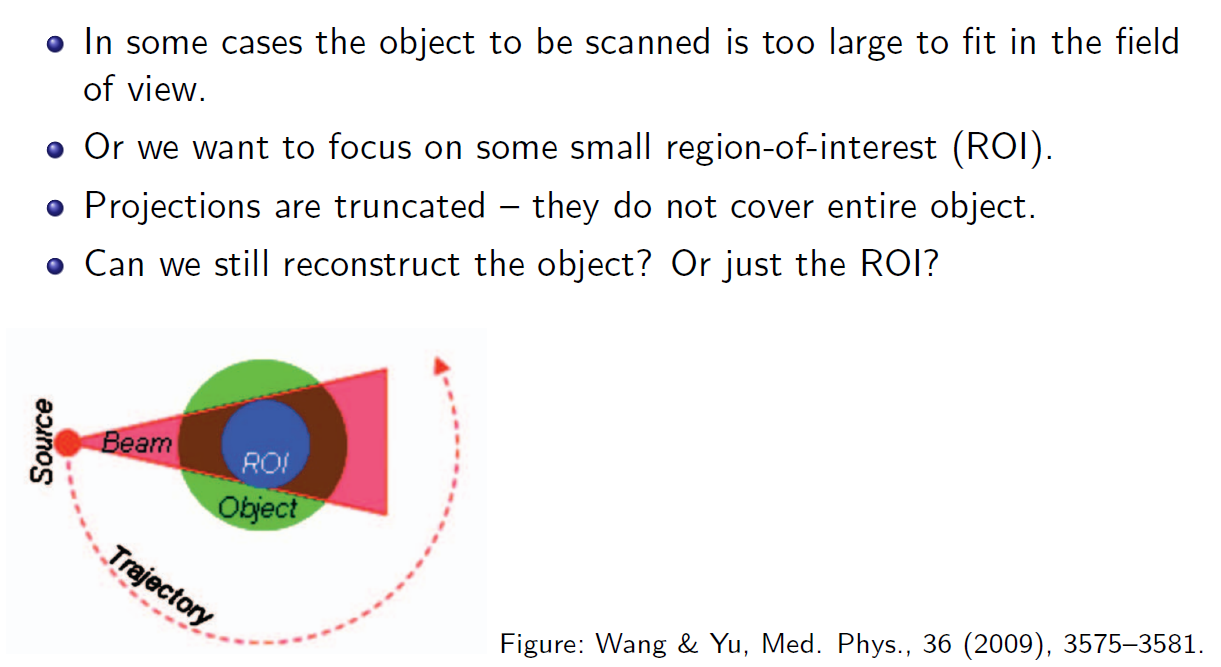 In some cases the object to be scanned is too large to fit in the field
of view.
Or we want to focus on some small region-of-interest (ROI).
Projections are truncated – they do not cover entire object.
Can we still reconstruct the object? Or just the ROI?
Source
Beam
ROI
Object
Trajectory
Figure: Wang & Yu, Med. Phys., 36 (2009), 3575–3581.